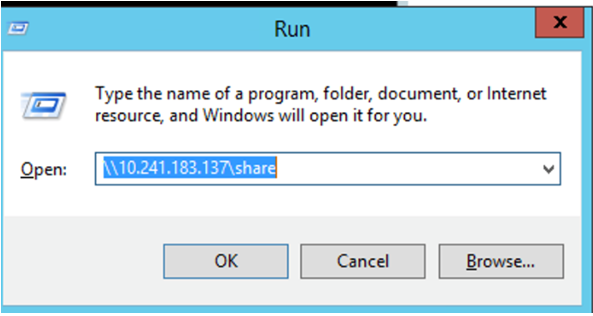 Run
x
Type the name of a program, folder, document, or Internet
resource, and Windows will open it for you.
Open:
\\10.241.183.137\share
OK
Cancel
Browse...